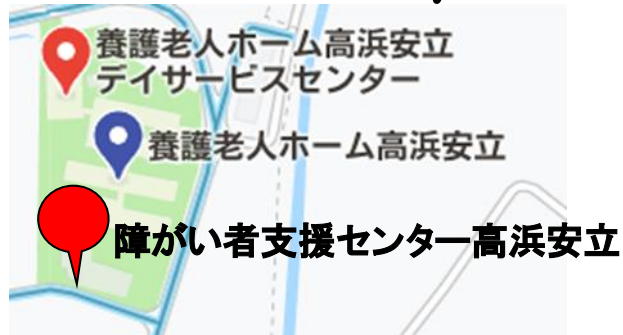 養護老人ホーム高浜安立
デイサービスセンター
養護老人ホーム高浜安立
障がい者支援センター高浜安立